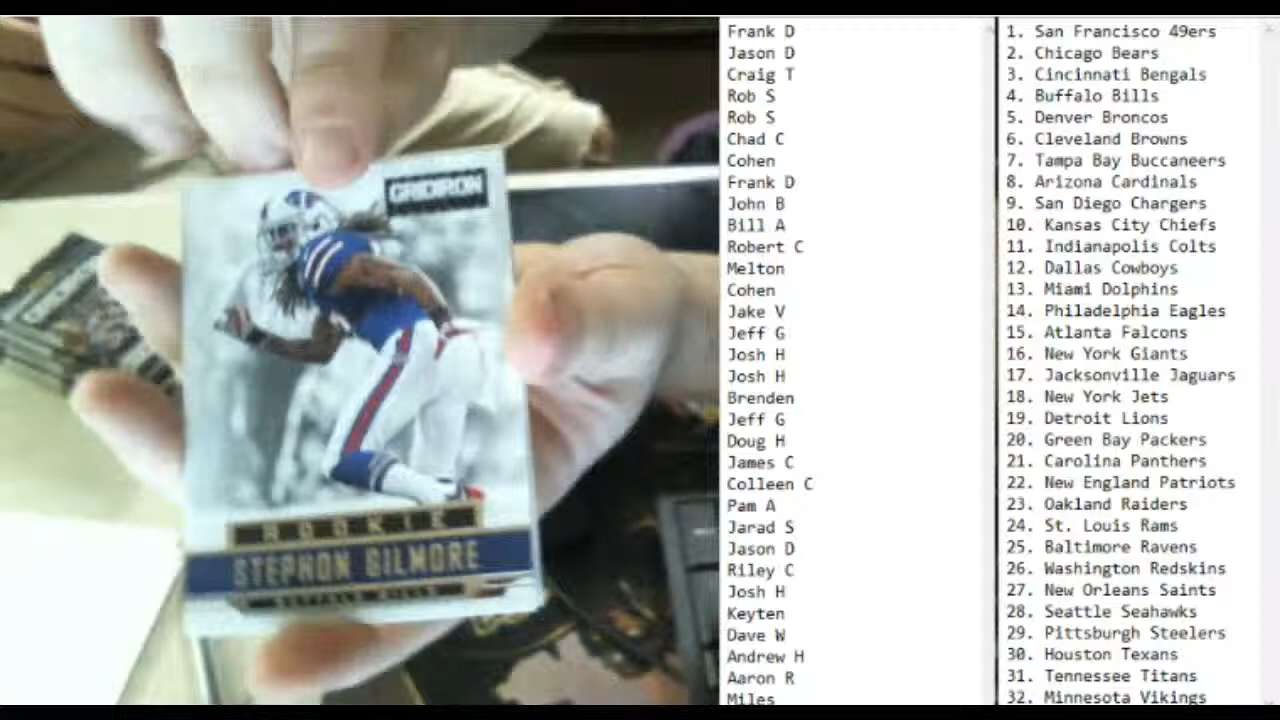 GRIDIRON
ROOKIE
STEPHON GILMORE
Frank D
Jason D
Craig T
Rob S
Rob S
Chad C
Cohen
Frank D
John B
Bill A
Robert C
Melton
Cohen
Jake V
Jeff G
Josh H
Josh H
Brenden
Jeff G
Doug H
James C
Colleen C
Pam A
Jarad S
Jason D
Riley C
Josh H
Keyten
Dave W
Andrew H
Aaron R
Miles
1. San Francisco 49ers
2. Chicago Bears
3. Cincinnati Bengals
4. Buffalo Bills
5. Denver Broncos
6. Cleveland Browns
7. Tampa Bay Buccaneers
8. Arizona Cardinals
9. San Diego Chargers
10. Kansas City Chiefs
11. Indianapolis Colts
12. Dallas Cowboys
13. Miami Dolphins
14. Philadelphia Eagles
15. Atlanta Falcons
16. New York Giants
17. Jacksonville Jaguars
18. New York Jets
19. Detroit Lions
20. Green Bay Packers
21. Carolina Panthers
22. New England Patriots
23. Oakland Raiders
24. St. Louis Rams
25. Baltimore Ravens
26. Washington Redskins
27. New Orleans Saints
28. Seattle Seahawks
29. Pittsburgh Steelers
30. Houston Texans
31. Tennessee Titans
32. Minnesota Vikings